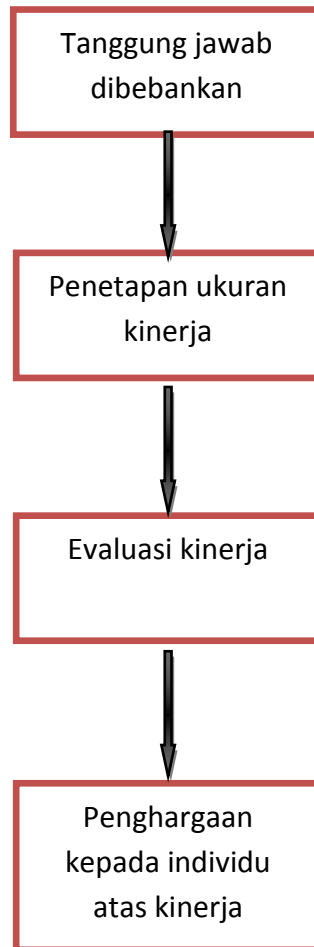 Tanggung jawab
dibebankan
Penetapan ukuran
kinerja
Evaluasi kinerja
Penghargaan
kepada individu
atas kinerja